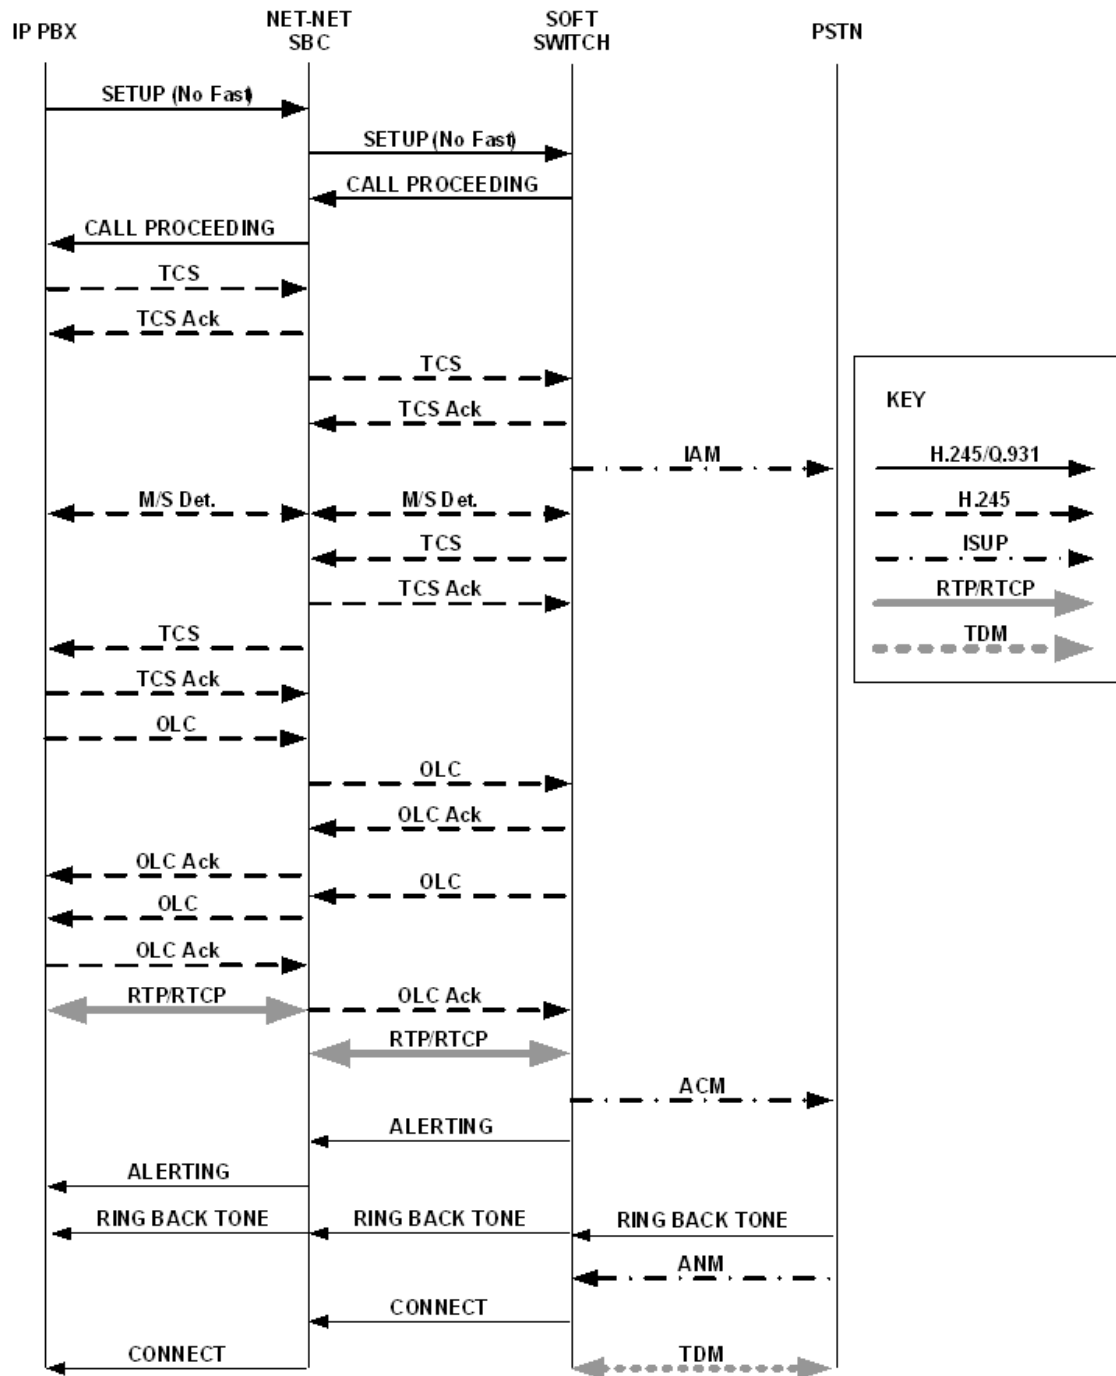 IP PBX
NET-NET
SBC
SOFT
SWITCH
PSTN
SETUP (No Fast)
SETUP (No Fast)
CALL PROCEEDING
CALL PROCEEDING
TCS
TCS Ack
TCS
TCS Ack
IAM
M/S Det.
M/S Det.
TCS
TCS Ack
TCS
TCS Ack
OLC
OLC
OLC Ack
OLC Ack
OLC
OLC
OLC Ack
RTP/RTCP
OLC Ack
RTP/RTCP
ACM
ALERTING
ALERTING
RING BACK TONE
RING BACK TONE
RING BACK TONE
ANM
CONNECT
CONNECT
TDM
KEY
H.245/Q.931
H.245
ISUP
RTP/RTCP
TDM